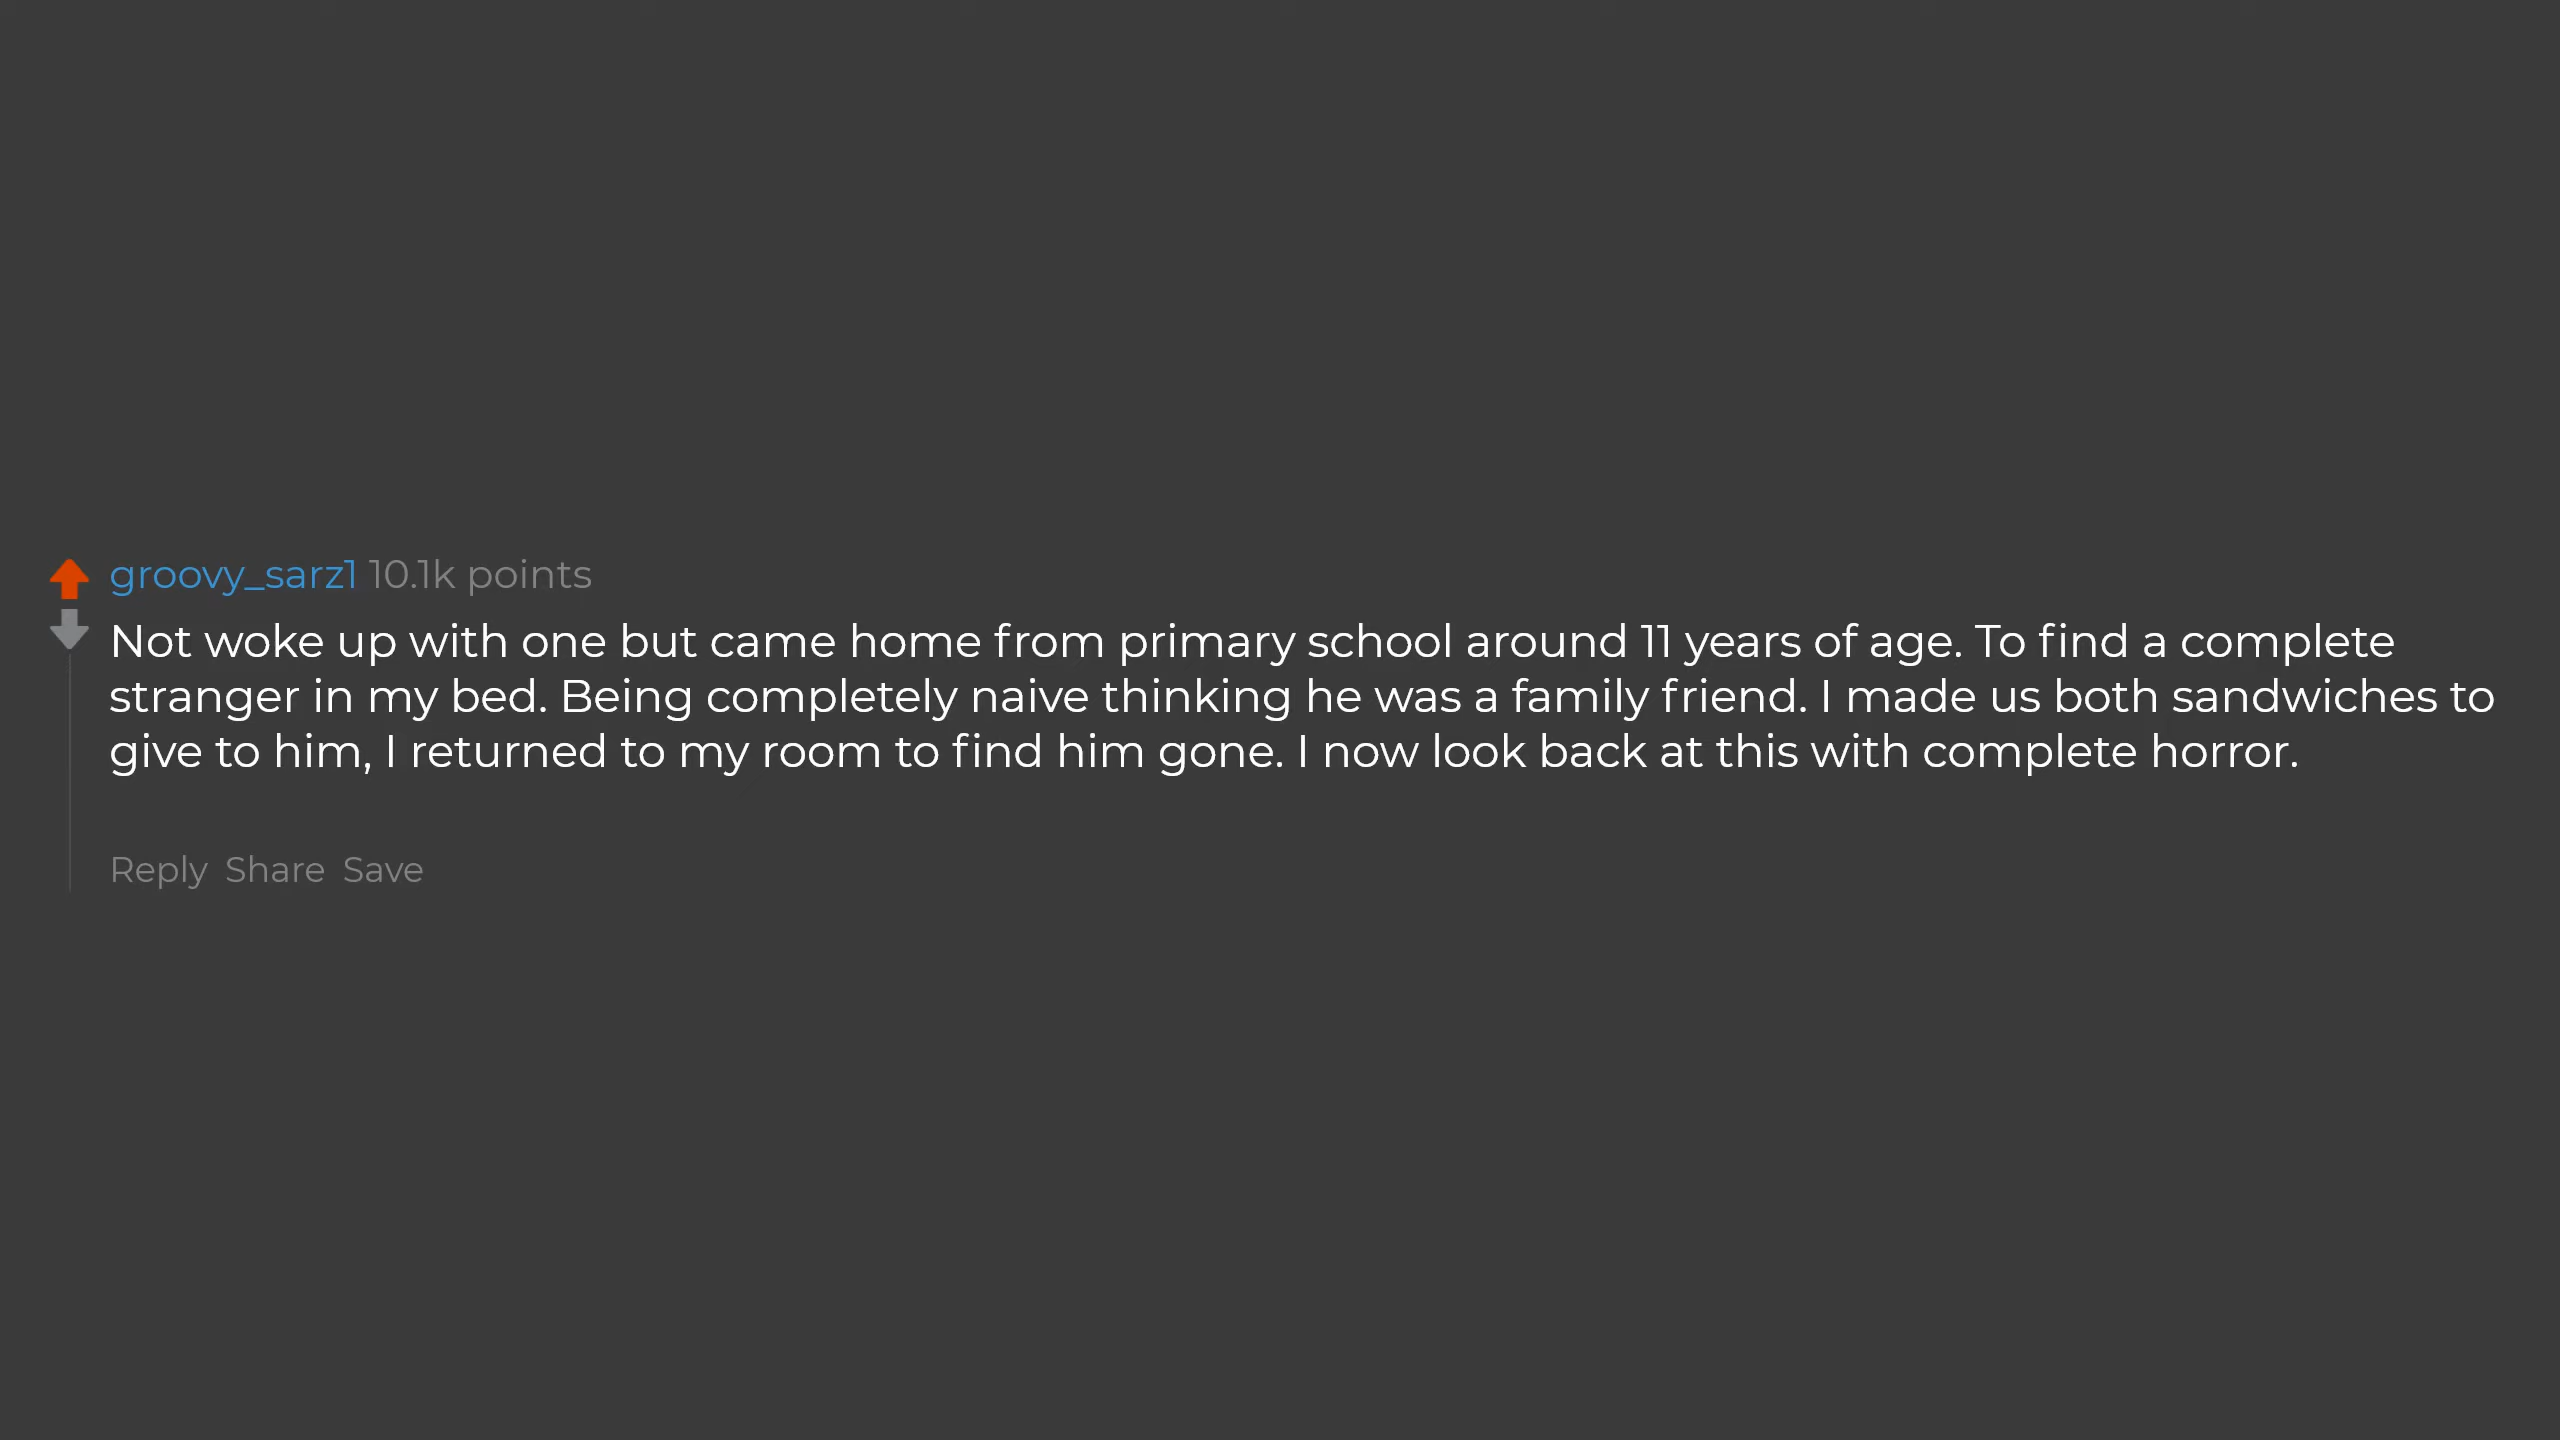 groovy_sarz1 10.1k points
Not woke up with one but came home from primary school around 11 years of age. To find a complete
stranger in my bed. Being completely naive thinking he was a family friend. I made us both sandwiches to
give to him, I returned to my room to find him gone. I now look back at this with complete horror.
Reply Share Save